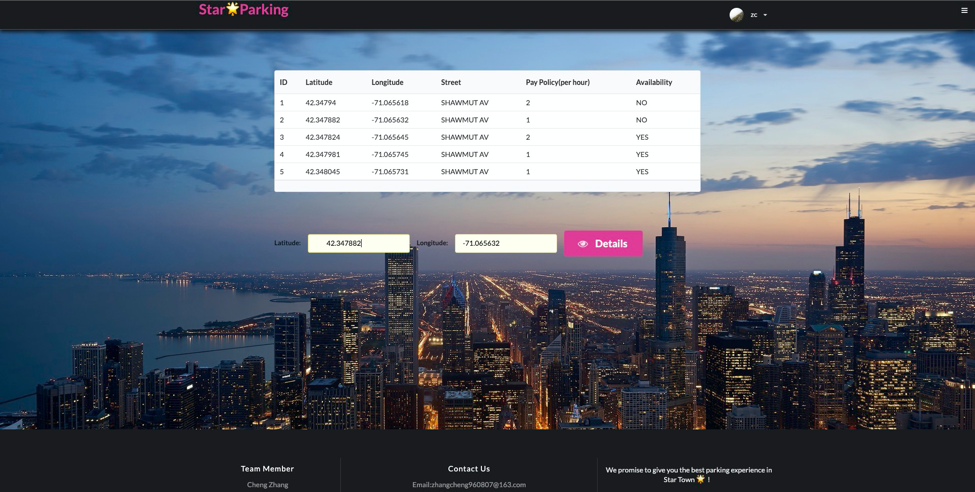 Star🌟Parking
zc
ID Latitude Longitude Street Pay Policy(per hour) Availability
1 42.34794 -71.065618 SHAWMUT AV 2 NO
2 42.347882 -71.065632 SHAWMUT AV 1 NO
3 42.347824 -71.065645 SHAWMUT AV 2 YES
4 42.347981 -71.065745 SHAWMUT AV 1 YES
5 42.348045 -71.065731 SHAWMUT AV 1 YES
Latitude: 42.347882 Longitude: -71.065632 Details
Team Member
Cheng Zhang
Contact Us
Email:zhangcheng960807@163.com
We promise to give you the best parking experience in
Star Town 🌟 !